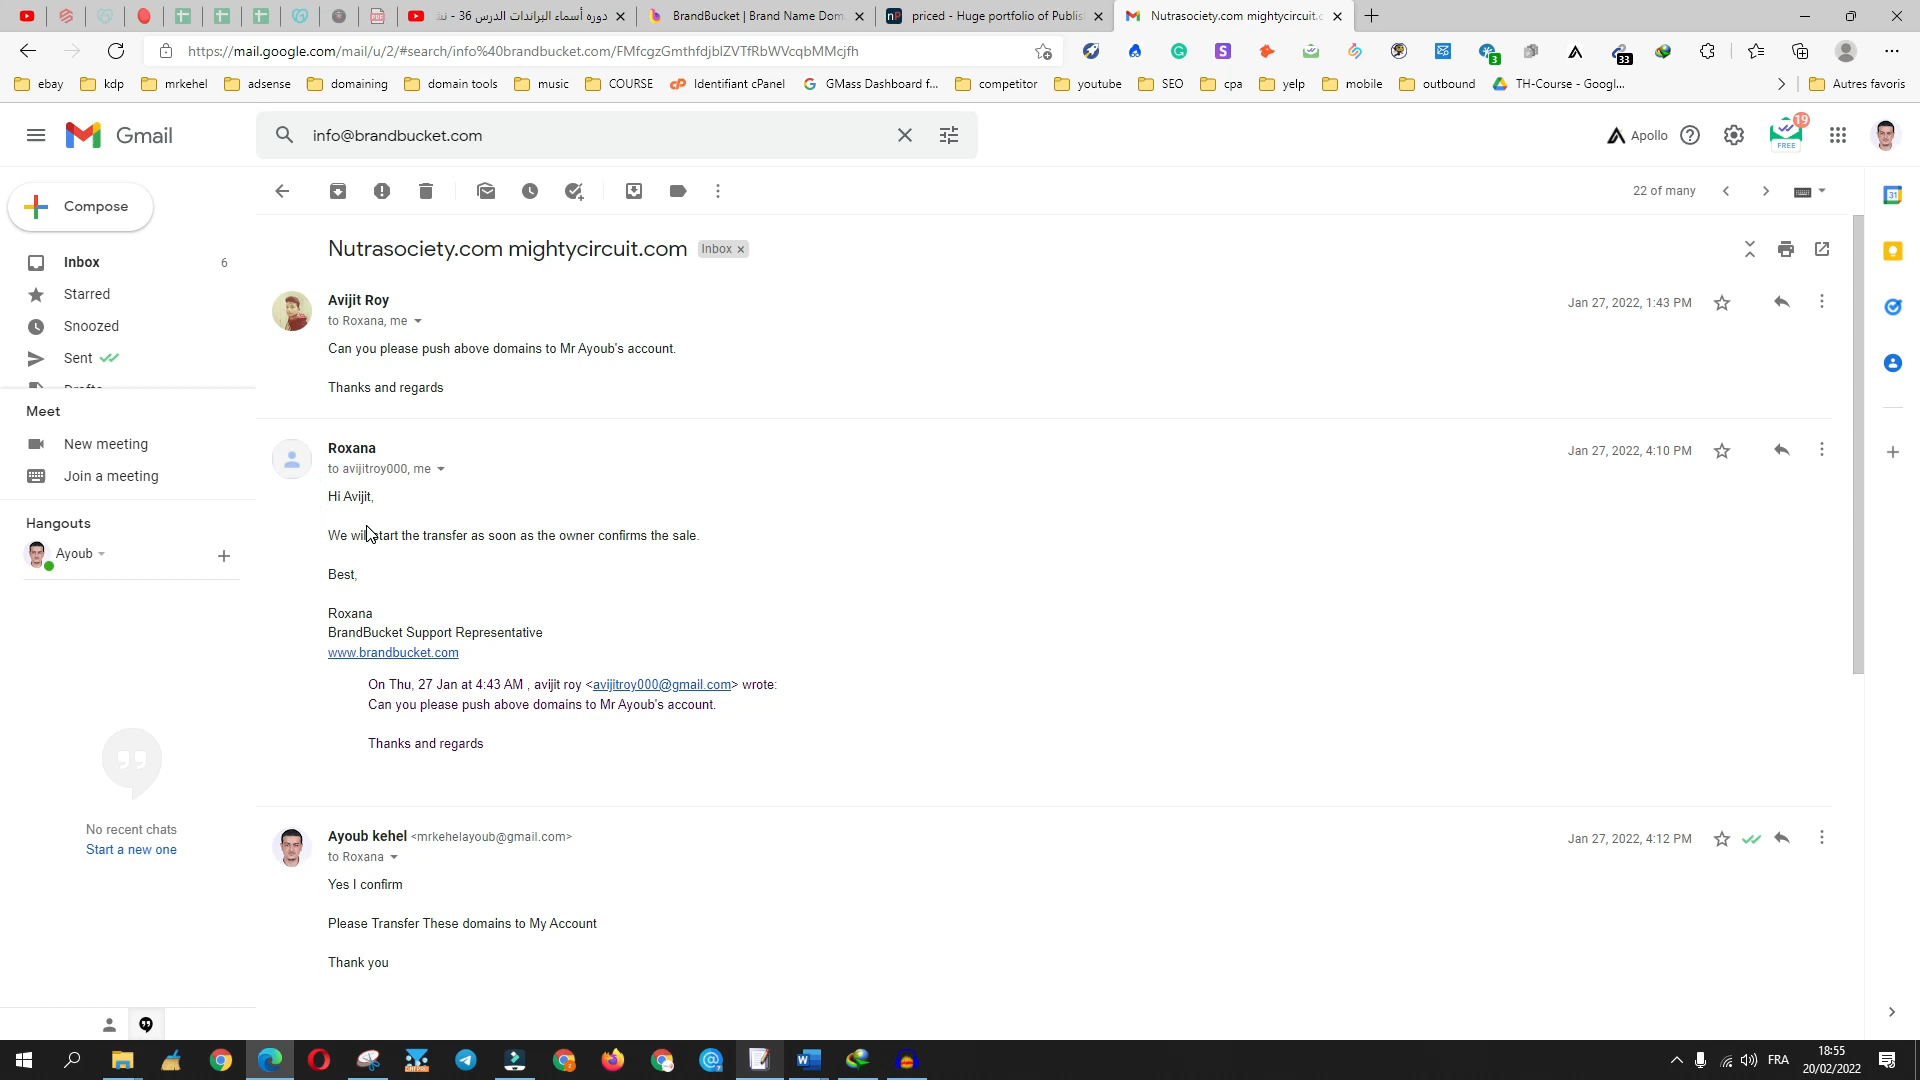 دوره أسماء البراندات الدرس 36 - نقا
BrandBucket | Brand Name Dom
priced - Huge portfolio of Publis
Nutrasociety.com mightycircuit.c
https://mail.google.com/mail/u/2/#search/info%40brandbucket.com/FMfcgzGmthfdjblZVTfRbWVcqbMMcjfh
3
33
ebay
kdp
mrkehel
adsense
domaining
domain tools
music
COURSE
Identifiant cPanel
GMass Dashboard f...
competitor
youtube
SEO
cpa
yelp
mobile
outbound
TH-Course - Googl...
Autres favoris
Gmail
info@brandbucket.com
Apollo
19
FREE
Compose
22 of many
31
Nutrasociety.com mightycircuit.com
Inbox ×
Inbox 6
Starred
Snoozed
Sent
Drafts
Meet
New meeting
Join a meeting
Hangouts
Ayoub
No recent chats
Start a new one
Avijit Roy
Jan 27, 2022, 1:43 PM
to Roxana, me
Can you please push above domains to Mr Ayoub's account.
Thanks and regards
Roxana
Jan 27, 2022, 4:10 PM
to avijitroy000, me
Hi Avijit,
We will start the transfer as soon as the owner confirms the sale.
Best,
Roxana
BrandBucket Support Representative
www.brandbucket.com
On Thu, 27 Jan at 4:43 AM , avijit roy <avijitroy000@gmail.com> wrote:
Can you please push above domains to Mr Ayoub's account.
Thanks and regards
Ayoub kehel <mrkehelayoub@gmail.com>
Jan 27, 2022, 4:12 PM
to Roxana
Yes I confirm
Please Transfer These domains to My Account
Thank you
FRA
18:55
20/02/2022